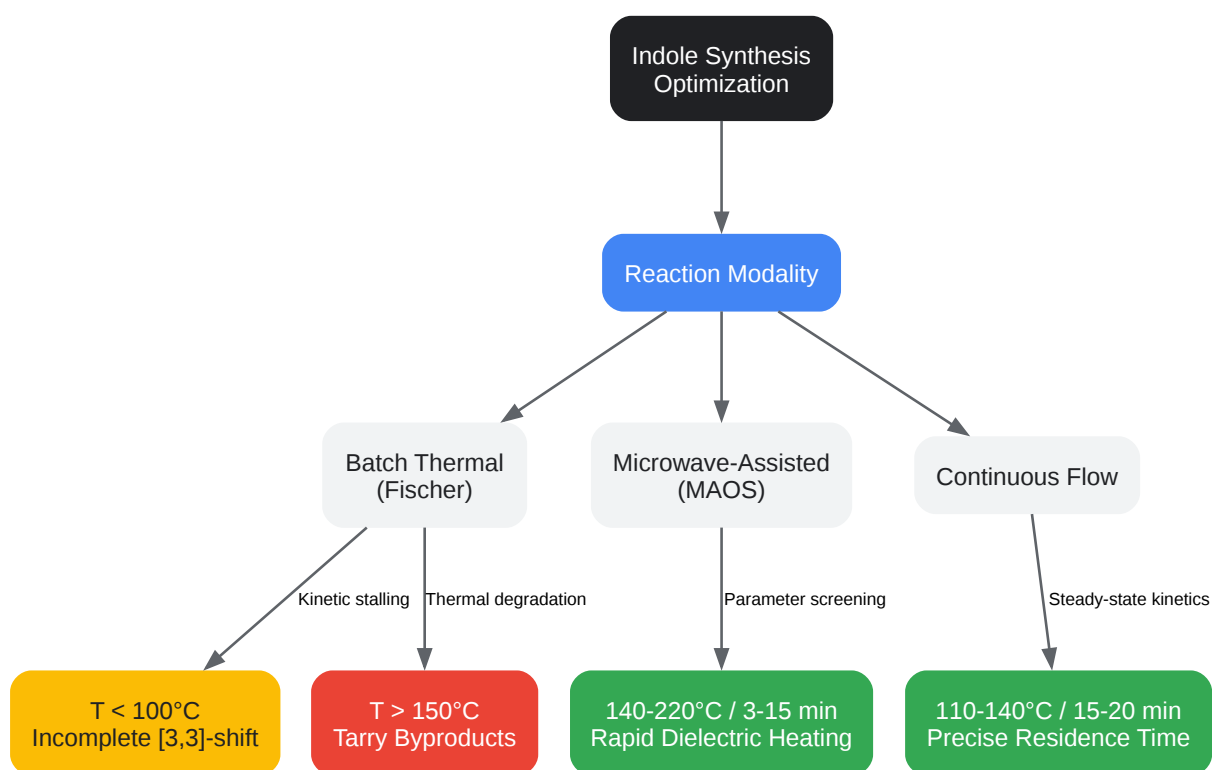 Indole Synthesis
Optimization
Reaction Modality
Batch Thermal
(Fischer)
Microwave-Assisted
(MAOS)
Continuous Flow
Kinetic stalling
Thermal degradation
Parameter screening
Steady-state kinetics
T < 100°C
Incomplete [3,3]-shift
T > 150°C
Tarry Byproducts
140-220°C / 3-15 min
Rapid Dielectric Heating
110-140°C / 15-20 min
Precise Residence Time